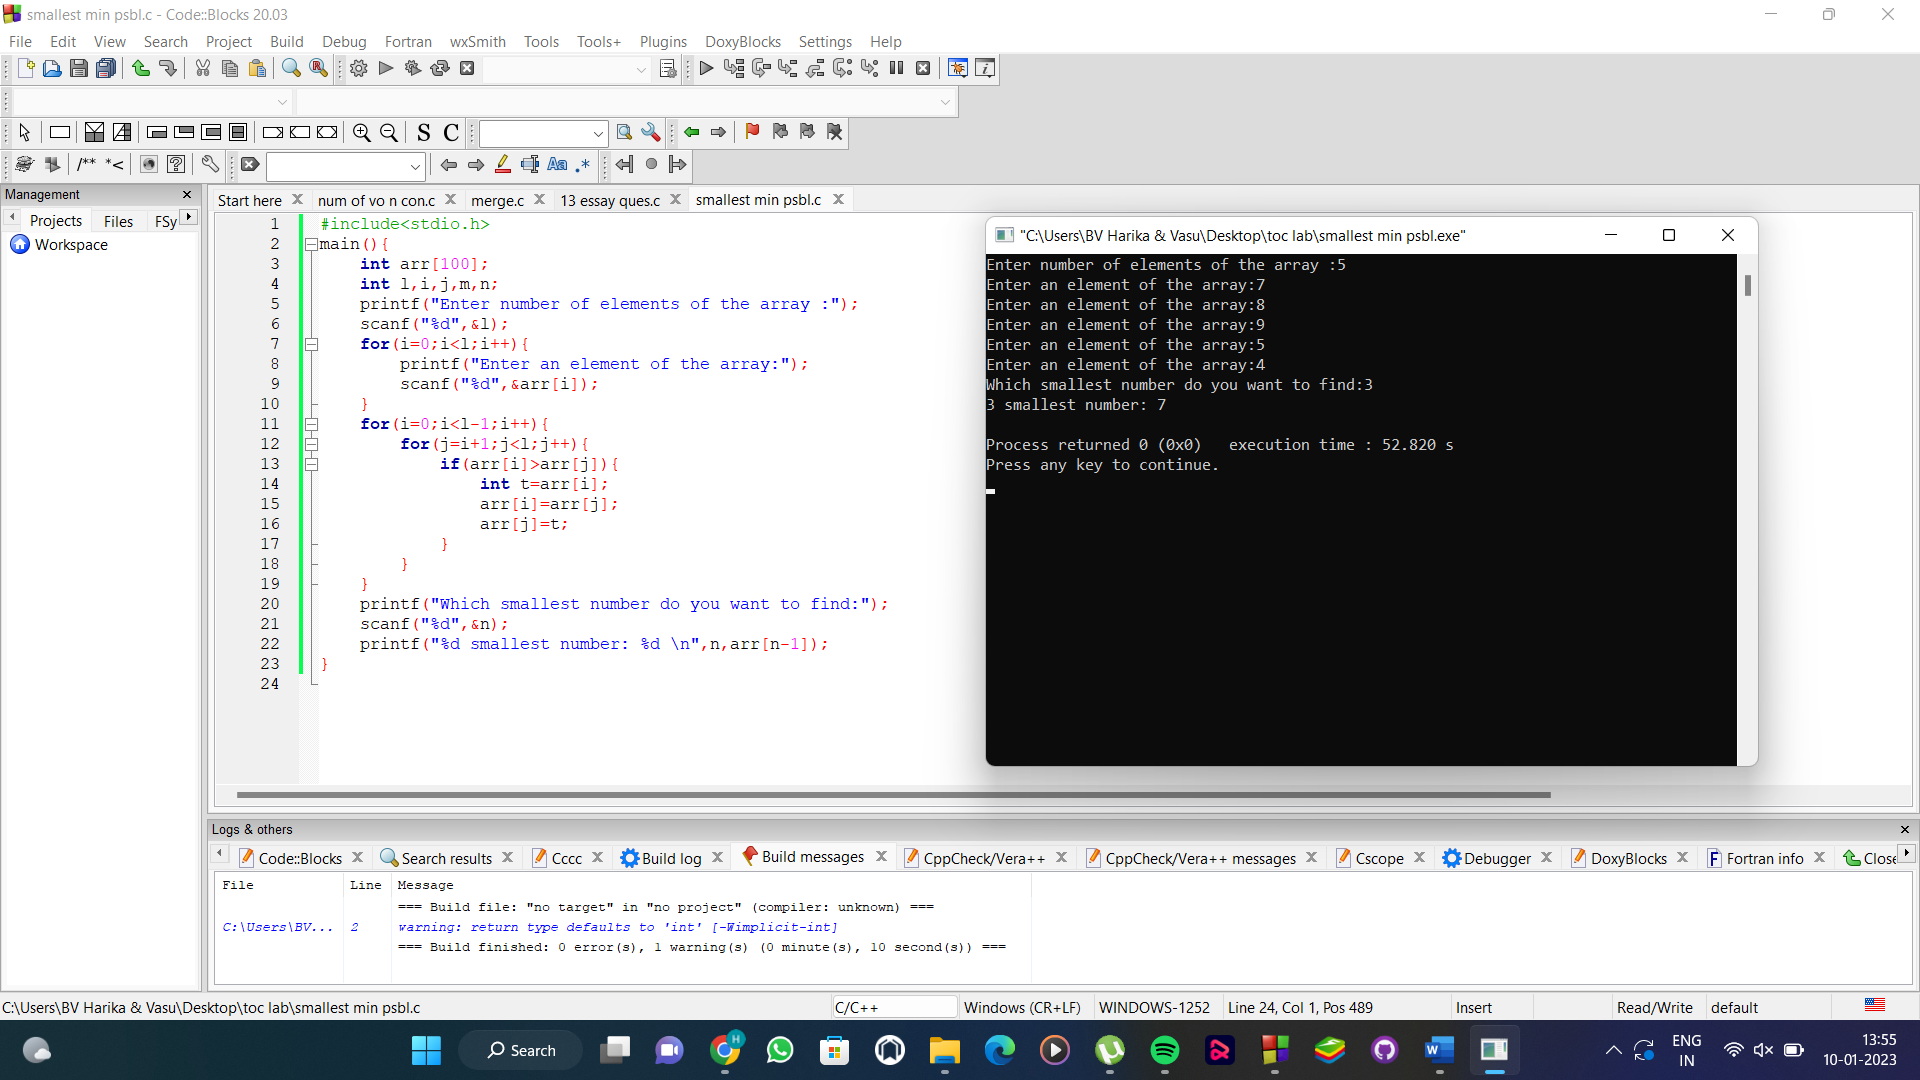 smallest min psbl.c - Code::Blocks 20.03
File Edit View Search Project Build Debug Fortran wxSmith Tools Tools+ Plugins DoxyBlocks Settings Help
S C
/** *<
Aa .*
Management
Projects Files FSy
Workspace
Start here num of vo n con.c merge.c 13 essay ques.c smallest min psbl.c
1 #include<stdio.h>
2 main(){
3 int arr[100];
4 int l,i,j,m,n;
5 printf("Enter number of elements of the array :");
6 scanf("%d",&l);
7 for(i=0;i<l;i++){
8 printf("Enter an element of the array:");
9 scanf("%d",&arr[i]);
10 }
11 for(i=0;i<l-1;i++){
12 for(j=i+1;j<l;j++){
13 if(arr[i]>arr[j]){
14 int t=arr[i];
15 arr[i]=arr[j];
16 arr[j]=t;
17 }
18 }
19 }
20 printf("Which smallest number do you want to find:");
21 scanf("%d",&n);
22 printf("%d smallest number: %d \n",n,arr[n-1]);
23 }
24
"C:\Users\BV Harika & Vasu\Desktop\toc lab\smallest min psbl.exe"
Enter number of elements of the array :5
Enter an element of the array:7
Enter an element of the array:8
Enter an element of the array:9
Enter an element of the array:5
Enter an element of the array:4
Which smallest number do you want to find:3
3 smallest number: 7
Process returned 0 (0x0) execution time : 52.820 s
Press any key to continue.
Logs & others
Code::Blocks Search results Cccc Build log Build messages CppCheck/Vera++ CppCheck/Vera++ messages Cscope Debugger DoxyBlocks Fortran info Close
File Line Message
=== Build file: "no target" in "no project" (compiler: unknown) ===
C:\Users\BV... 2 warning: return type defaults to 'int' [-Wimplicit-int]
=== Build finished: 0 error(s), 1 warning(s) (0 minute(s), 10 second(s)) ===
C:\Users\BV Harika & Vasu\Desktop\toc lab\smallest min psbl.c C/C++ Windows (CR+LF) WINDOWS-1252 Line 24, Col 1, Pos 489 Insert Read/Write default
Search
ENG
IN
13:55
10-01-2023